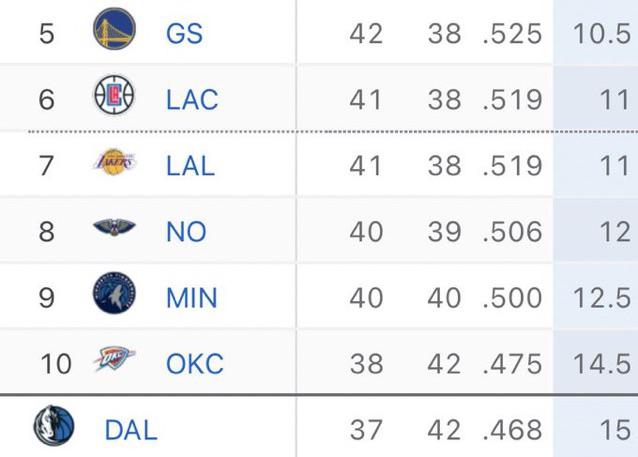 5 GS 42 38 .525 10.5
6 LAC 41 38 .519 11
7 LAL 41 38 .519 11
8 NO 40 39 .506 12
9 MIN 40 40 .500 12.5
10 OKC 38 42 .475 14.5
DAL 37 42 .468 15